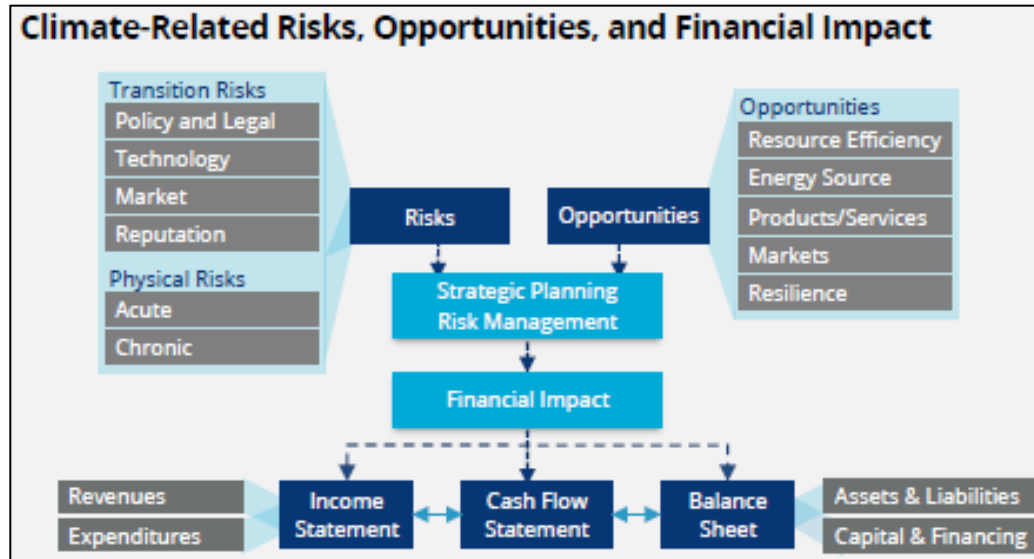 Climate-Related Risks, Opportunities, and Financial Impact
Transition Risks
Policy and Legal
Technology
Market
Reputation
Physical Risks
Acute
Chronic
Risks
Opportunities
Opportunities
Resource Efficiency
Energy Source
Products/Services
Markets
Resilience
Strategic Planning
Risk Management
Financial Impact
Revenues
Expenditures
Income
Statement
Cash Flow
Statement
Balance
Sheet
Assets & Liabilities
Capital & Financing